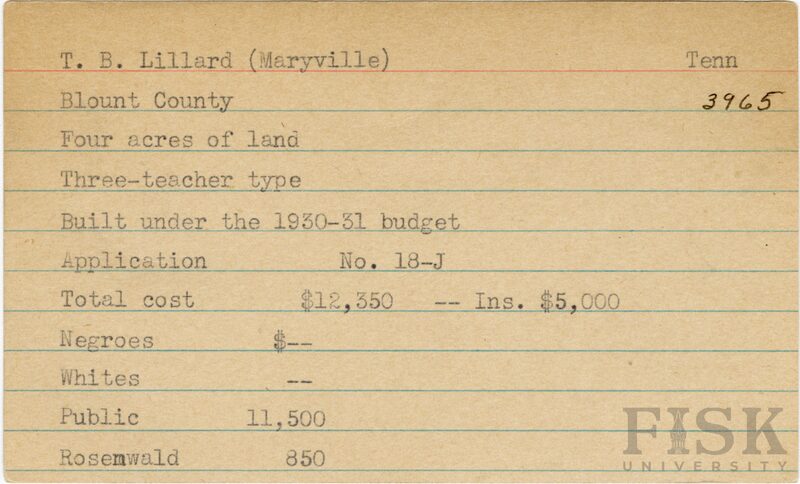 T. B. Lillard (Maryville) Tenn
Blount County 3965
Four acres of land
Three-teacher type
Built under the 1930-31 budget
Application No. 18-J
Total cost $12,350 -- Ins. $5,000
Negroes $--
Whites --
Public 11,500
Rosenwald 850
FISK
UNIVERSITY